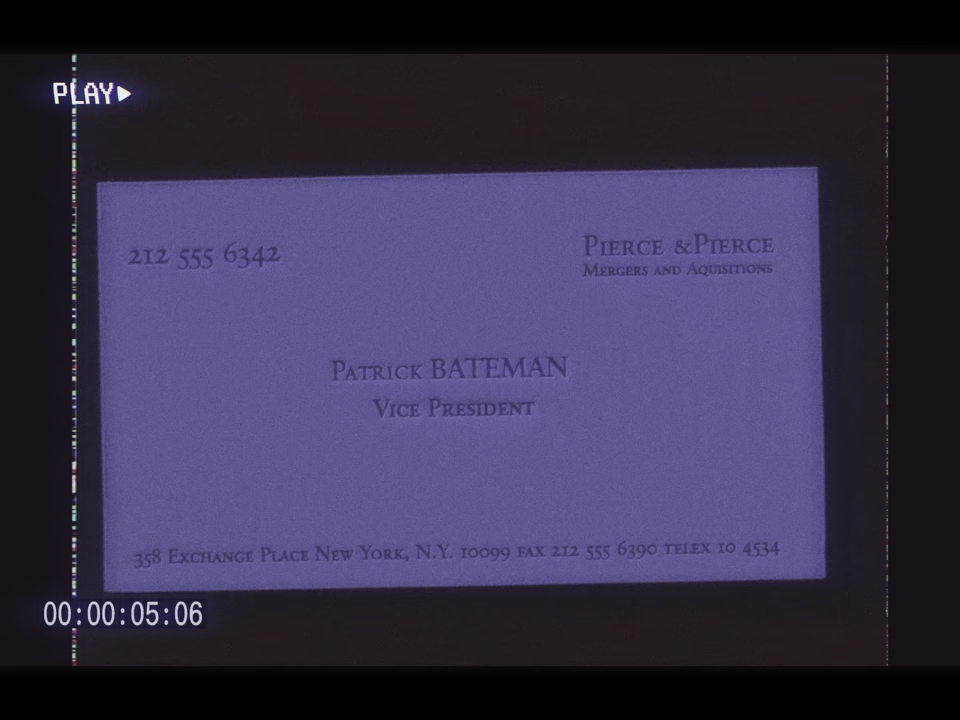 PLAY▶
212 555 6342
PIERCE &PIERCE
MERGERS AND AQUISITIONS
PATRICK BATEMAN
VICE PRESIDENT
358 EXCHANGE PLACE NEW YORK, N.Y. 10099 FAX 212 555 6390 TELEX 10 4534
00:00:05:06